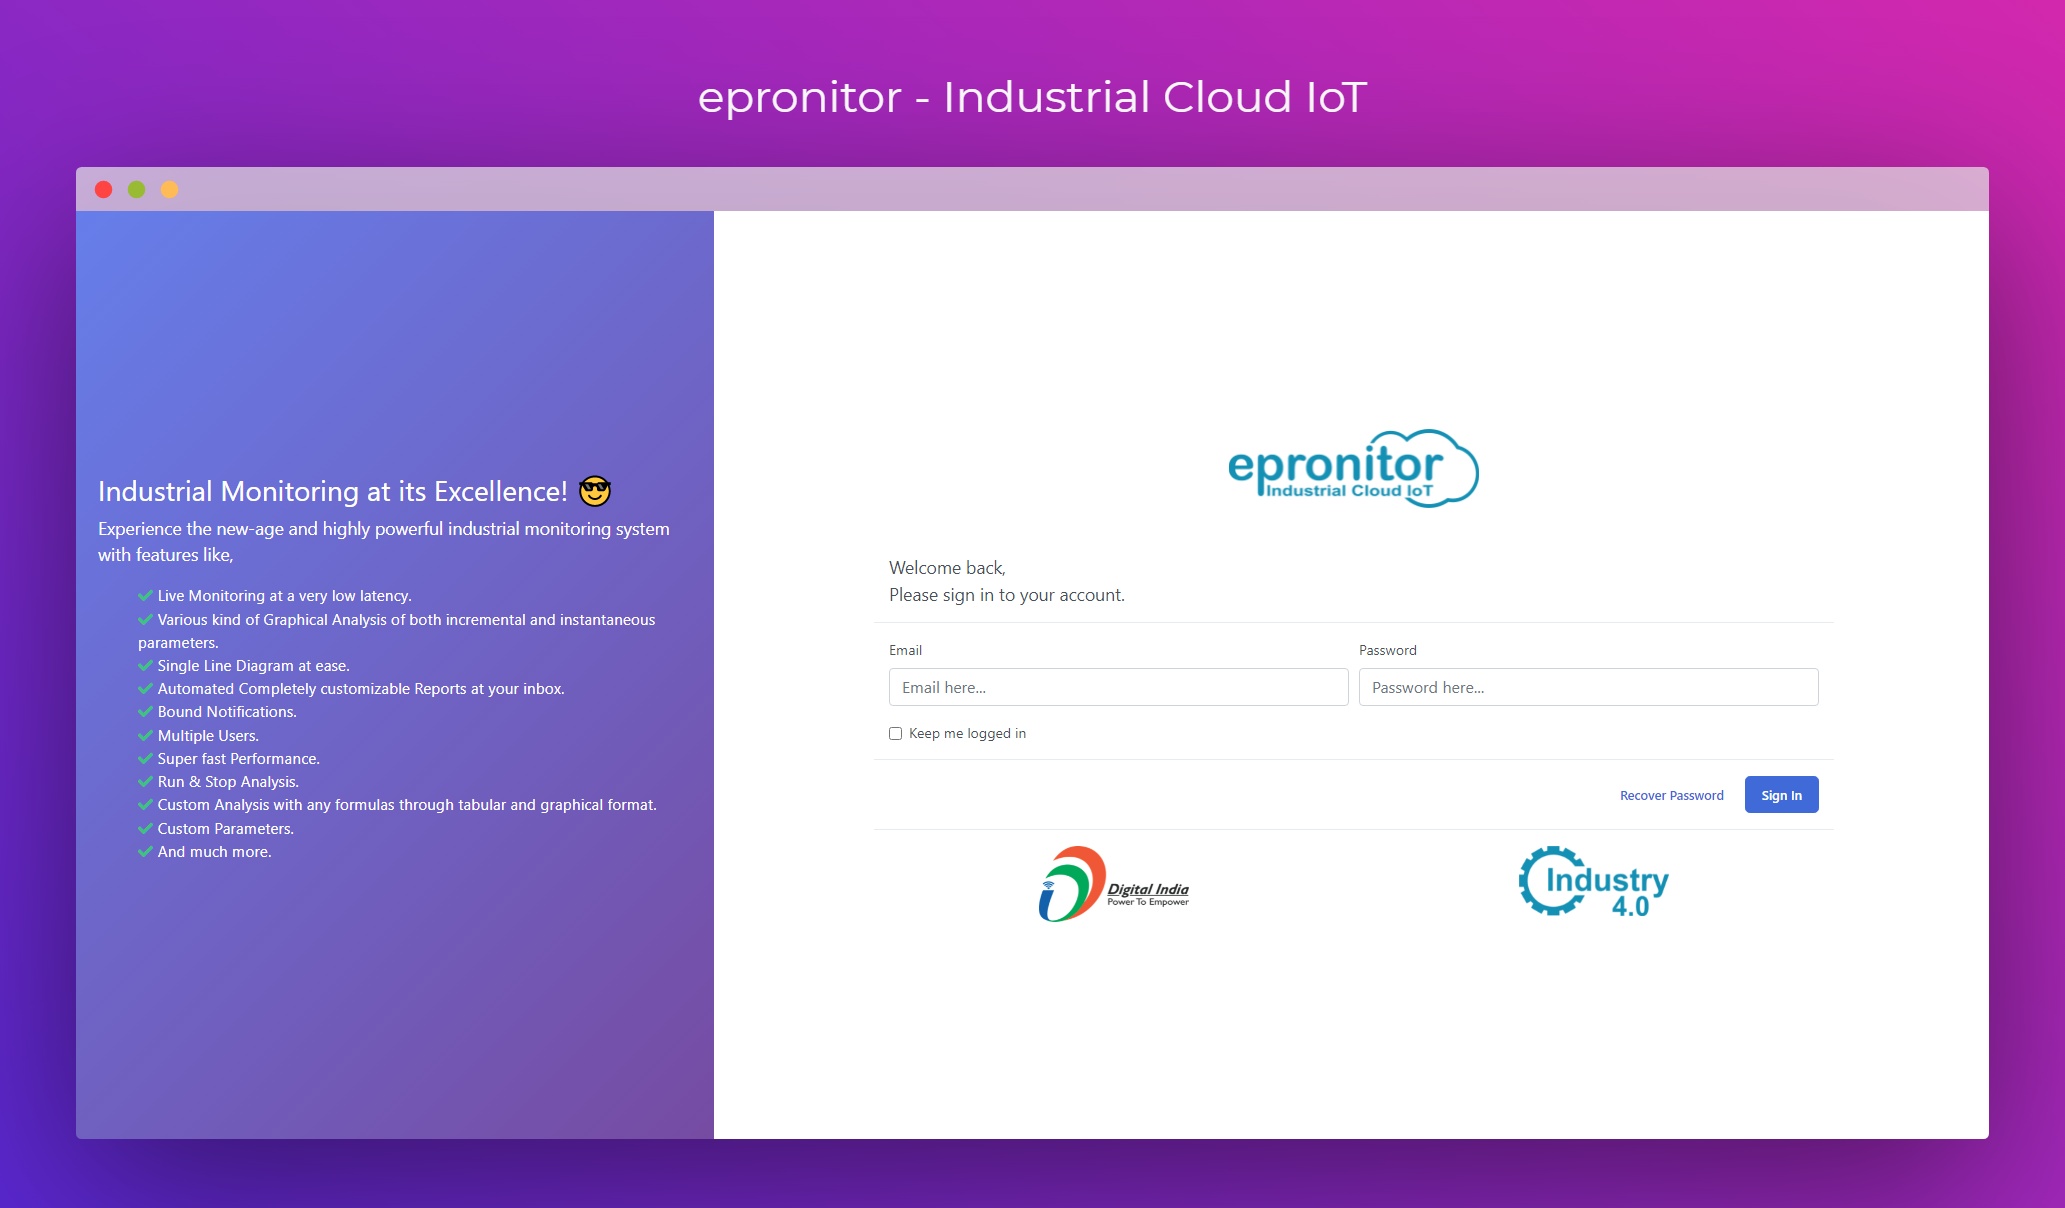 epronitor - Industrial Cloud IoT
Industrial Monitoring at its Excellence! 😎
Experience the new-age and highly powerful industrial monitoring system
with features like,
✔ Live Monitoring at a very low latency.
✔ Various kind of Graphical Analysis of both incremental and instantaneous
parameters.
✔ Single Line Diagram at ease.
✔ Automated Completely customizable Reports at your inbox.
✔ Bound Notifications.
✔ Multiple Users.
✔ Super fast Performance.
✔ Run & Stop Analysis.
✔ Custom Analysis with any formulas through tabular and graphical format.
✔ Custom Parameters.
✔ And much more.
epronitor
Industrial Cloud IoT
Welcome back,
Please sign in to your account.
Email
Password
Email here...
Password here...
Keep me logged in
Recover Password
Sign In
Digital India
Power To Empower
Industry
4.0